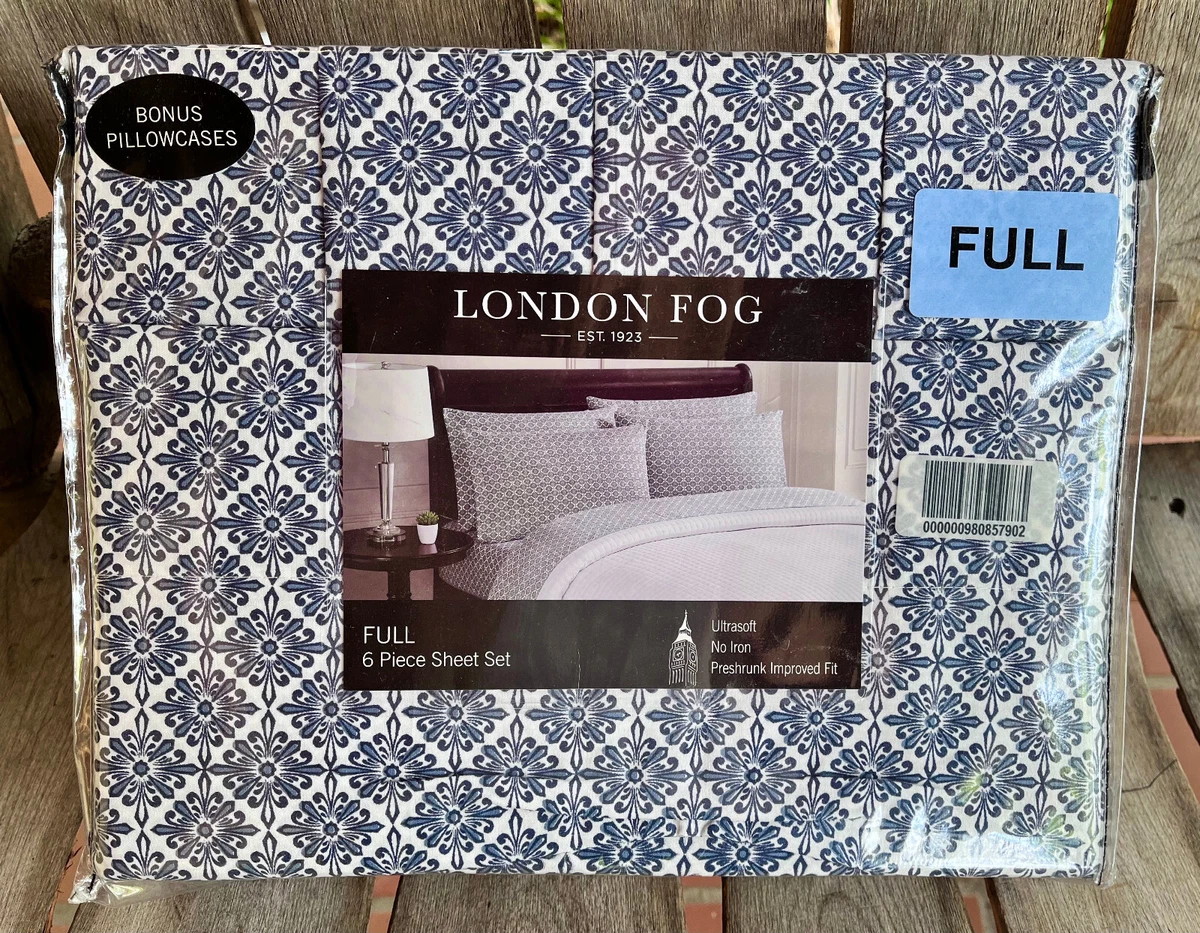 BONUS
PILLOWCASES
FULL
LONDON FOG
EST. 1923
000000980857902
FULL
6 Piece Sheet Set
Ultrasoft
No Iron
Preshrunk Improved Fit